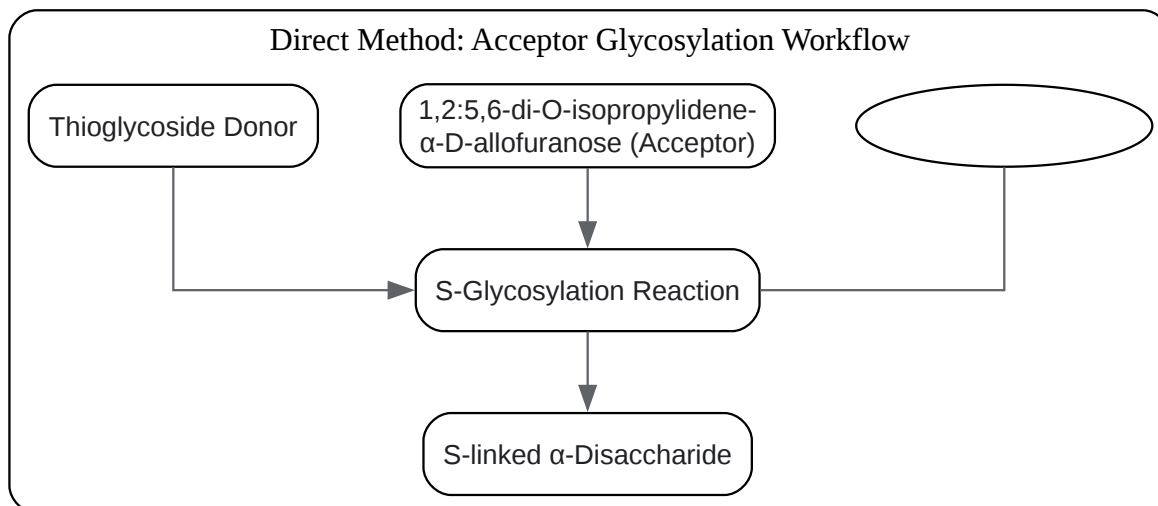 Direct Method: Acceptor Glycosylation Workflow
Thioglycoside Donor
1,2:5,6-di-O-isopropylidene-
α-D-allofuranose (Acceptor)
S-Glycosylation Reaction
S-linked α-Disaccharide